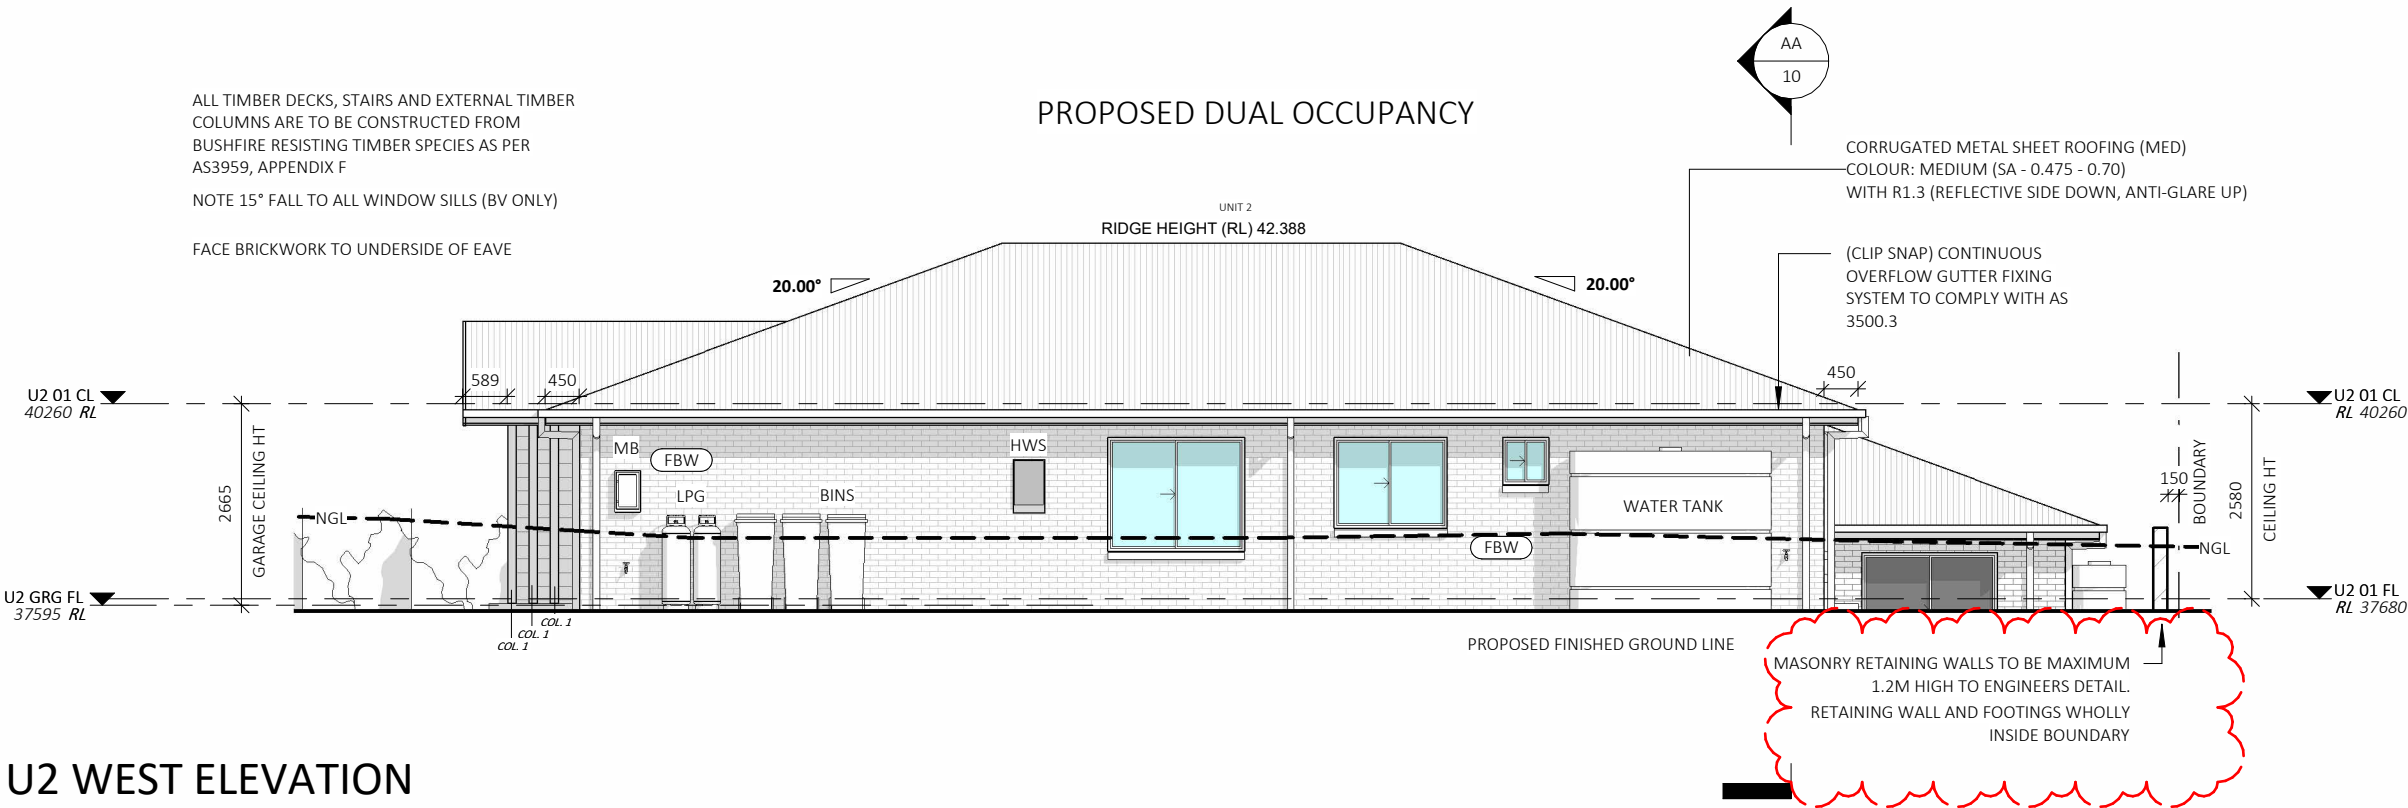 AA
10
ALL TIMBER DECKS, STAIRS AND EXTERNAL TIMBER
COLUMNS ARE TO BE CONSTRUCTED FROM
BUSHFIRE RESISTING TIMBER SPECIES AS PER
AS3959, APPENDIX F
NOTE 15° FALL TO ALL WINDOW SILLS (BV ONLY)
FACE BRICKWORK TO UNDERSIDE OF EAVE
PROPOSED DUAL OCCUPANCY
CORRUGATED METAL SHEET ROOFING (MED)
COLOUR: MEDIUM (SA - 0.475 - 0.70)
WITH R1.3 (REFLECTIVE SIDE DOWN, ANTI-GLARE UP)
UNIT 2
RIDGE HEIGHT (RL) 42.388
(CLIP SNAP) CONTINUOUS
OVERFLOW GUTTER FIXING
SYSTEM TO COMPLY WITH AS
3500.3
20.00°
20.00°
589
450
450
U2 01 CL
40260 RL
U2 01 CL
RL 40260
2665
GARAGE CEILING HT
MB
FBW
HWS
LPG
BINS
WATER TANK
150
BOUNDARY
2580
CEILING HT
NGL
FBW
NGL
U2 GRG FL
37595 RL
U2 01 FL
RL 37680
COL. 1
COL. 1
COL. 1
PROPOSED FINISHED GROUND LINE
MASONRY RETAINING WALLS TO BE MAXIMUM
1.2M HIGH TO ENGINEERS DETAIL.
RETAINING WALL AND FOOTINGS WHOLLY
INSIDE BOUNDARY
U2 WEST ELEVATION